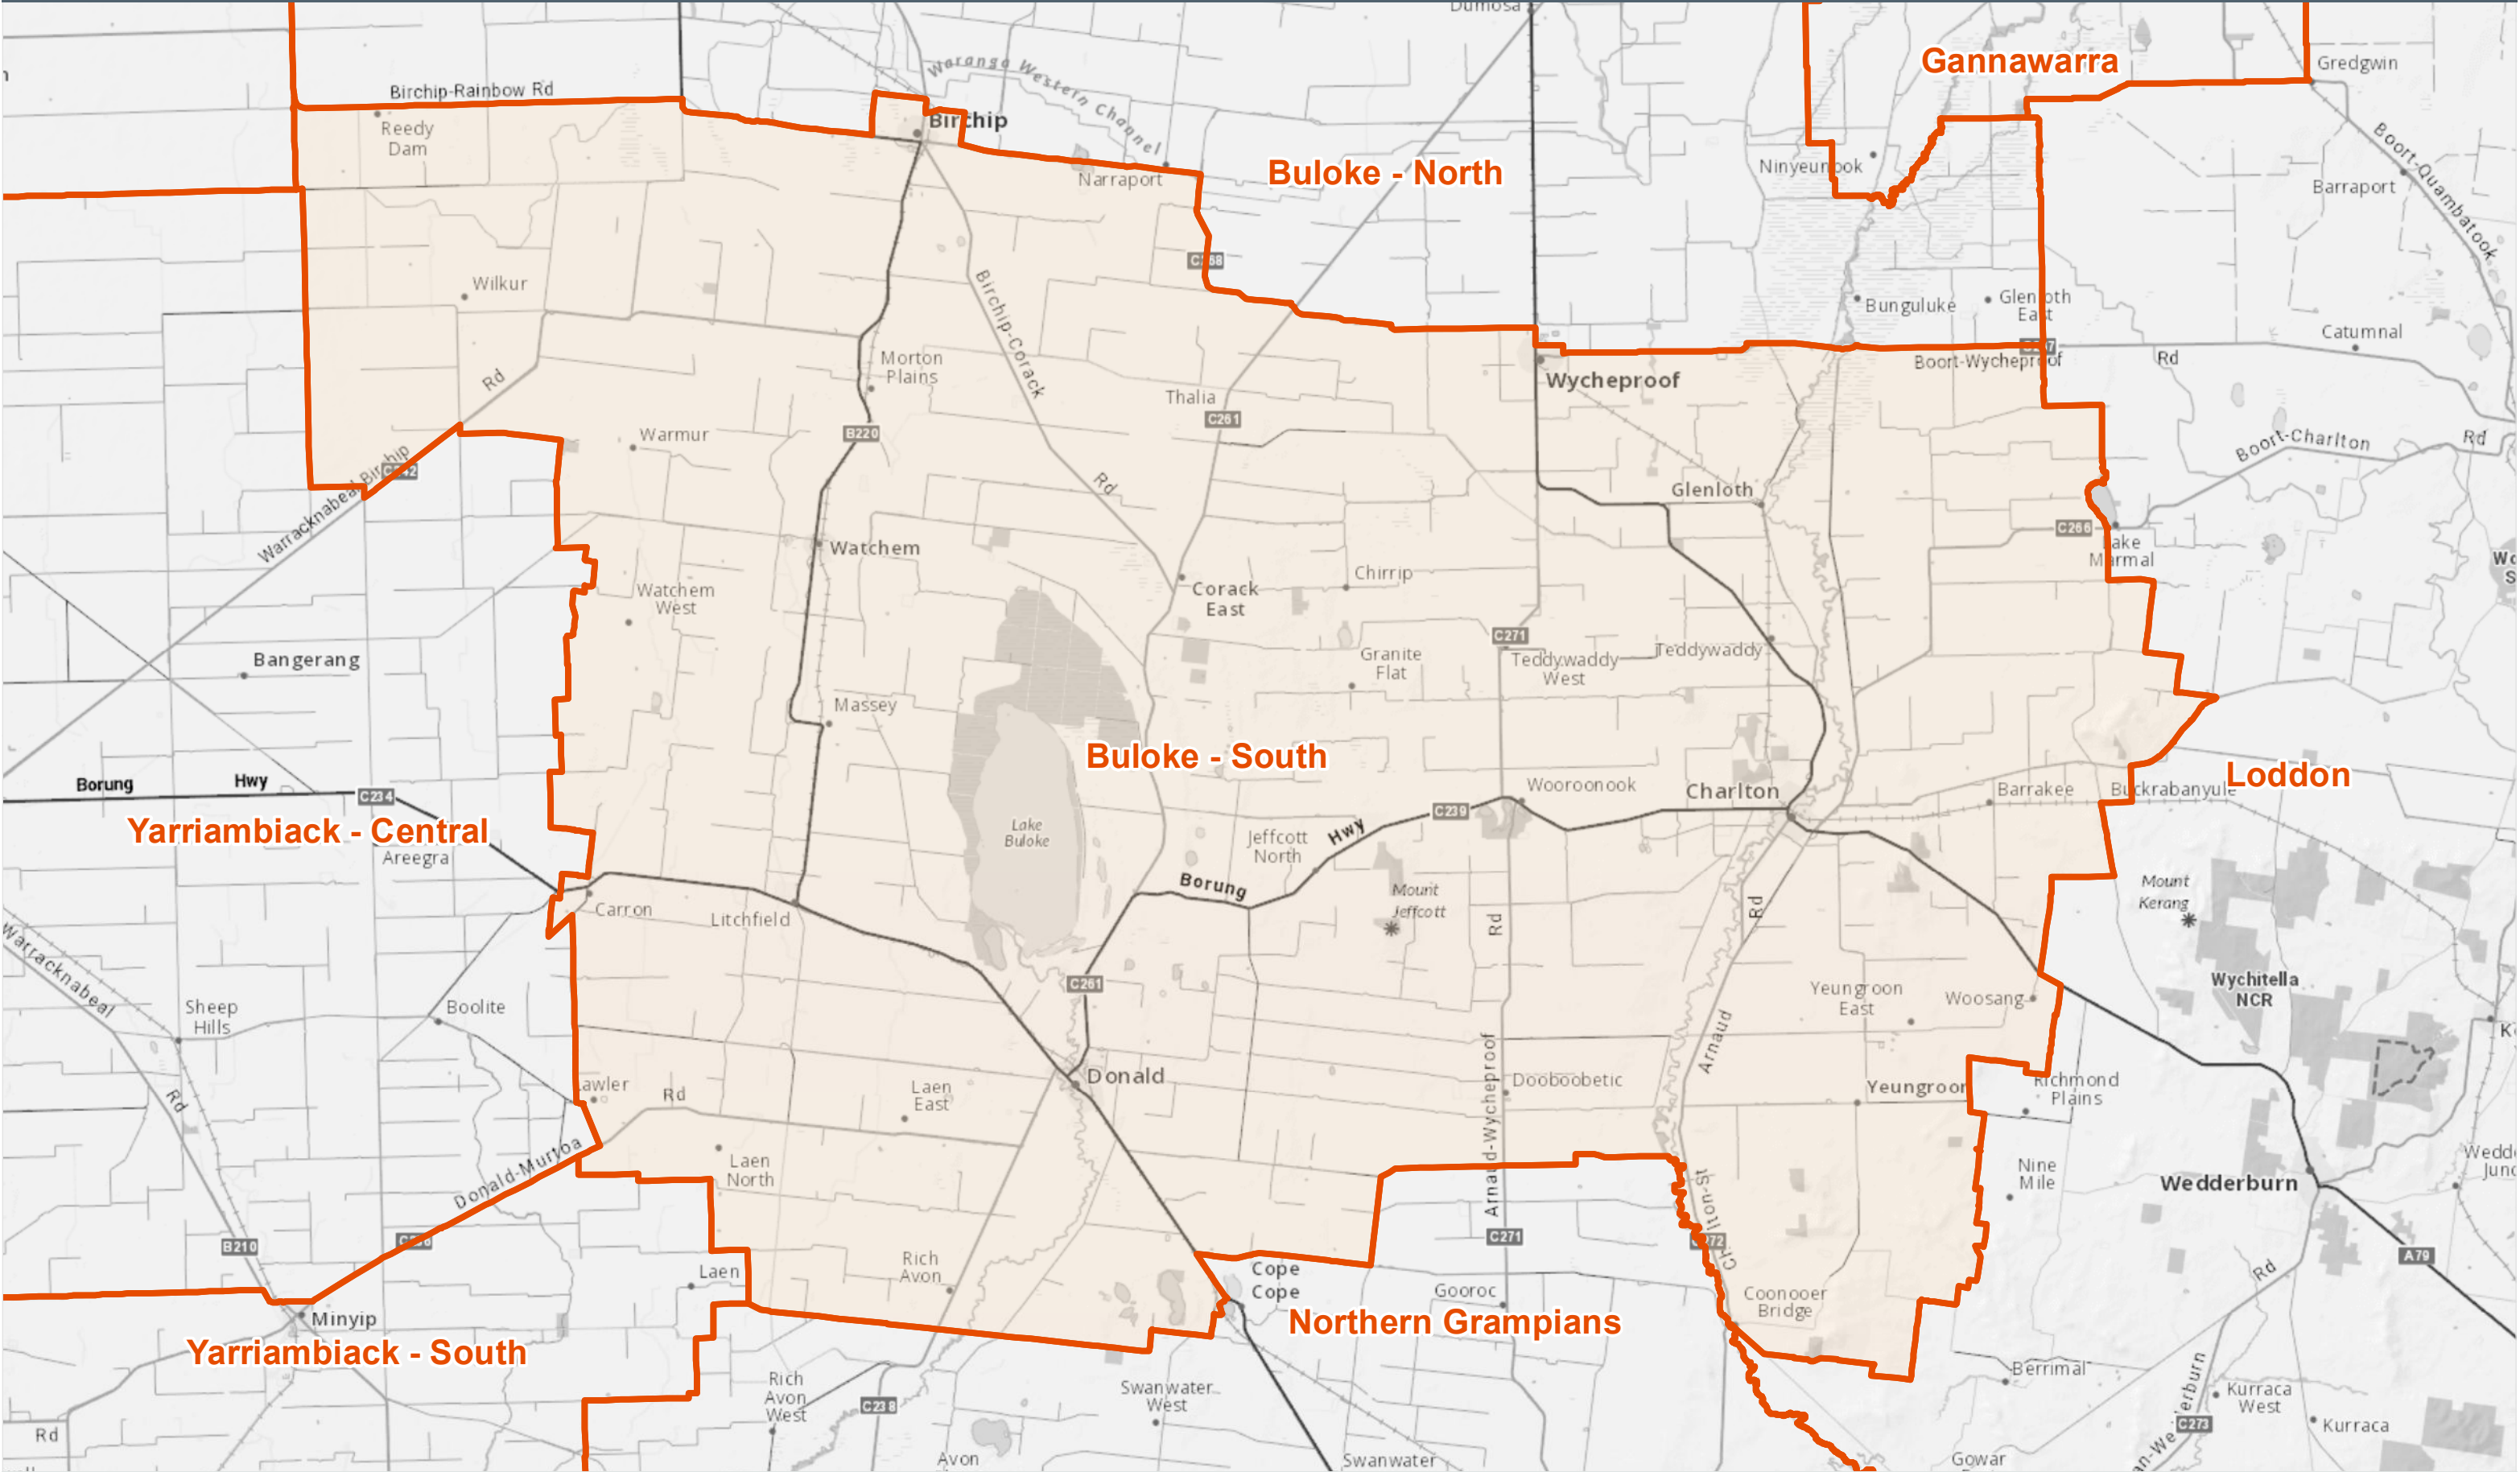 Dumosa
Gannawarra
Gredgwin
Birchip-Rainbow Rd
Waranga Western Channel
Reedy
Dam
Birchip
Narraport
Buloke - North
Ninyeunook
Barraport
Boort-Quambatook
C268
Wilkur
Birchip-Corack
Rd
Bunguluke
Glenloth
East
Catumnal
Morton
Plains
Thalia
C261
Wycheproof
Boort-Wycheproof
Rd
Rd
Warmur
B220
Boort-Charlton
Rd
Warracknabeal Birchip
Glenloth
C266
Lake
Marmal
Watchem
Chirrip
Corack
East
Watchem
West
C271
Bangerang
Granite
Flat
Teddywaddy
West
Teddywaddy
Massey
Buloke - South
Loddon
Borung
Hwy
C234
Wooroonook
Charlton
Barrakee
Buckrabanyule
C239
Yarriambiack - Central
Areegra
Lake
Buloke
Jeffcott
North
Hwy
Borung
Mount
Jeffcott
Mount
Kerang
Carron
Litchfield
Rd
Rd
Warracknabeal
Rd
C261
Wychitella
NCR
Yeungroon
East
Woosang
Sheep
Hills
Boolite
Donald
Arnaud
Dooboobetic
Lawler
Rd
Laen
East
Yeungroon
Richmond
Plains
Donald-Murtoa
Laen
North
Arnaud-Wycheproof
Nine
Mile
Wedderburn
B210
C271
C272
A79
Rich
Avon
Laen
Cope
Cope
Gooroc
Coonooer
Bridge
Rd
Minyip
Northern Grampians
Yarriambiack - South
Rich
Avon
West
C238
Swanwater
West
Berrimal
Kurraca
West
Kurraca
C273
Rd
Avon
Swanwater
Gowar